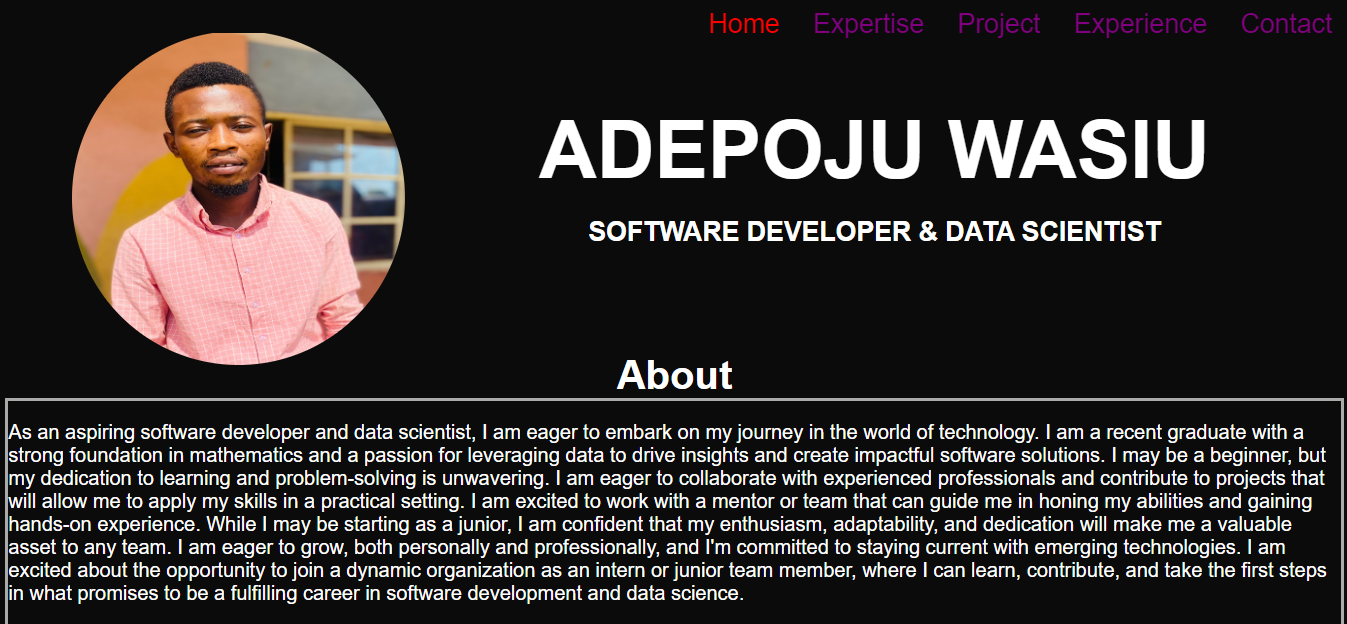 Home Expertise Project Experience Contact
ADEPOJU WASIU
SOFTWARE DEVELOPER & DATA SCIENTIST
About
As an aspiring software developer and data scientist, I am eager to embark on my journey in the world of technology. I am a recent graduate with a
strong foundation in mathematics and a passion for leveraging data to drive insights and create impactful software solutions. I may be a beginner, but
my dedication to learning and problem-solving is unwavering. I am eager to collaborate with experienced professionals and contribute to projects that
will allow me to apply my skills in a practical setting. I am excited to work with a mentor or team that can guide me in honing my abilities and gaining
hands-on experience. While I may be starting as a junior, I am confident that my enthusiasm, adaptability, and dedication will make me a valuable
asset to any team. I am eager to grow, both personally and professionally, and I'm committed to staying current with emerging technologies. I am
excited about the opportunity to join a dynamic organization as an intern or junior team member, where I can learn, contribute, and take the first steps
in what promises to be a fulfilling career in software development and data science.